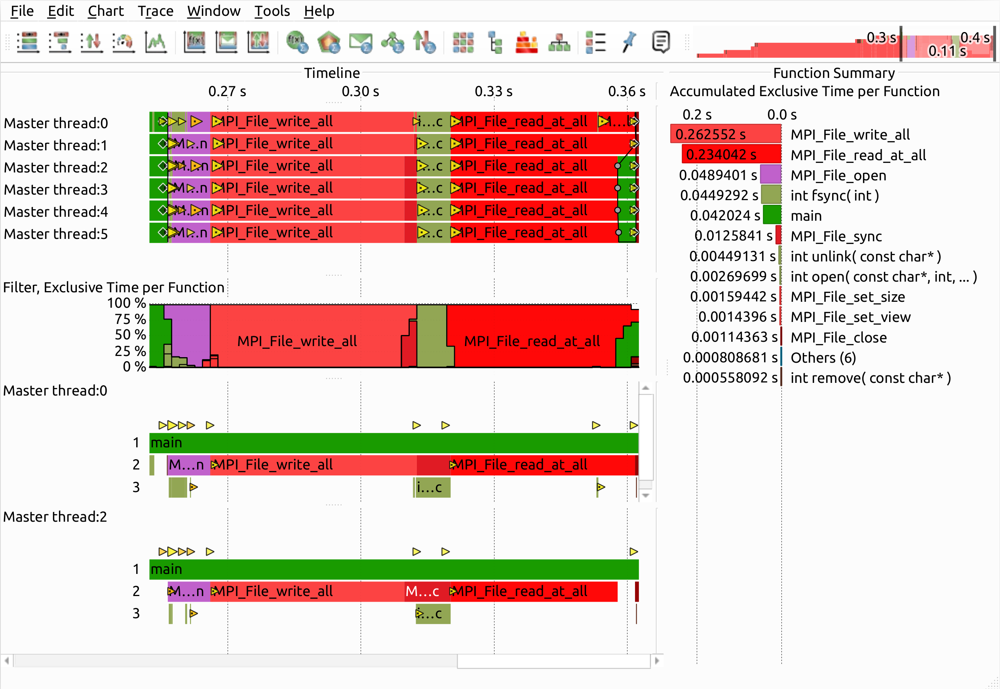 File Edit Chart Trace Window Tools Help
0.3 s 0.4 s
0.11 s
Timeline
0.27 s 0.30 s 0.33 s 0.36 s
Master thread:0 MPI_File_write_all i...c MPI_File_read_at_all M...l
Master thread:1 M...n MPI_File_write_all i...c MPI_File_read_at_all
Master thread:2 M...n MPI_File_write_all i...c MPI_File_read_at_all
Master thread:3 M...n MPI_File_write_all i...c MPI_File_read_at_all
Master thread:4 M...n MPI_File_write_all i...c MPI_File_read_at_all
Master thread:5 M...n MPI_File_write_all i...c MPI_File_read_at_all
Filter, Exclusive Time per Function
100 %
75 %
50 %
25 %
0 %
MPI_File_write_all MPI_File_read_at_all
Master thread:0
1 main
2 M...n MPI_File_write_all MPI_File_read_at_all
3 i...c
Master thread:2
1 main
2 M...n MPI_File_write_all M...c MPI_File_read_at_all
3 i...c
Function Summary
Accumulated Exclusive Time per Function
0.2 s 0.0 s
0.262552 s MPI_File_write_all
0.234042 s MPI_File_read_at_all
0.0489401 s MPI_File_open
0.0449292 s int fsync( int )
0.042024 s main
0.0125841 s MPI_File_sync
0.00449131 s int unlink( const char* )
0.00269699 s int open( const char*, int, ... )
0.00159442 s MPI_File_set_size
0.0014396 s MPI_File_set_view
0.00114363 s MPI_File_close
0.000808681 s Others (6)
0.000558092 s int remove( const char* )